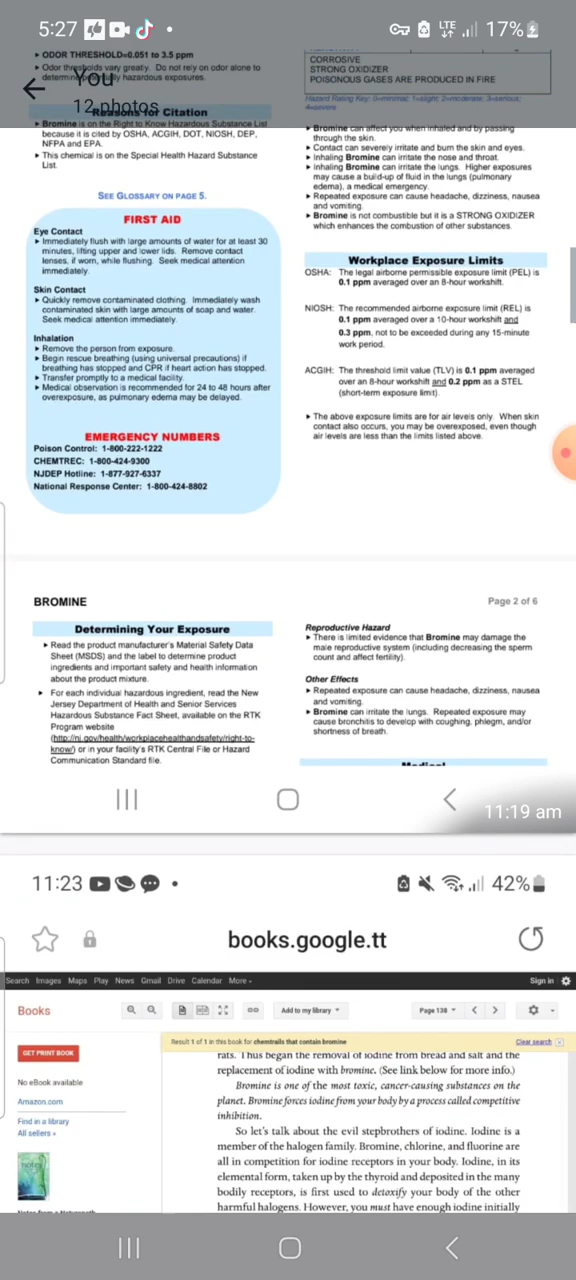 5:27
LTE
17%
You
12 photos
▸ ODOR THRESHOLD=0.051 to 3.5 ppm
▸ Odor thresholds vary greatly. Do not rely on odor alone to
determine potentially hazardous exposures.
Reasons for Citation
▸ Bromine is on the Right to Know Hazardous Substance List
because it is cited by OSHA, ACGIH, DOT, NIOSH, DEP,
NFPA and EPA.
▸ This chemical is on the Special Health Hazard Substance
List.
SEE GLOSSARY ON PAGE 5.
FIRST AID
Eye Contact
▸ Immediately flush with large amounts of water for at least 30
minutes, lifting upper and lower lids. Remove contact
lenses, if worn, while flushing. Seek medical attention
immediately.
Skin Contact
▸ Quickly remove contaminated clothing. Immediately wash
contaminated skin with large amounts of soap and water.
Seek medical attention immediately.
Inhalation
▸ Remove the person from exposure.
▸ Begin rescue breathing (using universal precautions) if
breathing has stopped and CPR if heart action has stopped.
▸ Transfer promptly to a medical facility.
▸ Medical observation is recommended for 24 to 48 hours after
overexposure, as pulmonary edema may be delayed.
EMERGENCY NUMBERS
Poison Control: 1-800-222-1222
CHEMTREC: 1-800-424-9300
NJDEP Hotline: 1-877-927-6337
National Response Center: 1-800-424-8802
CORROSIVE
STRONG OXIDIZER
POISONOUS GASES ARE PRODUCED IN FIRE
Hazard Rating Key: 0=minimal; 1=slight; 2=moderate; 3=serious;
4=severe
▸ Bromine can affect you when inhaled and by passing
through the skin.
▸ Contact can severely irritate and burn the skin and eyes.
▸ Inhaling Bromine can irritate the nose and throat.
▸ Inhaling Bromine can irritate the lungs. Higher exposures
may cause a build-up of fluid in the lungs (pulmonary
edema), a medical emergency.
▸ Repeated exposure can cause headache, dizziness, nausea
and vomiting.
▸ Bromine is not combustible but it is a STRONG OXIDIZER
which enhances the combustion of other substances.
Workplace Exposure Limits
OSHA: The legal airborne permissible exposure limit (PEL) is
0.1 ppm averaged over an 8-hour workshift.
NIOSH: The recommended airborne exposure limit (REL) is
0.1 ppm averaged over a 10-hour workshift and
0.3 ppm, not to be exceeded during any 15-minute
work period.
ACGIH: The threshold limit value (TLV) is 0.1 ppm averaged
over an 8-hour workshift and 0.2 ppm as a STEL
(short-term exposure limit).
▸ The above exposure limits are for air levels only. When skin
contact also occurs, you may be overexposed, even though
air levels are less than the limits listed above.
BROMINE
Page 2 of 6
Determining Your Exposure
▸ Read the product manufacturer's Material Safety Data
Sheet (MSDS) and the label to determine product
ingredients and important safety and health information
about the product mixture.
▸ For each individual hazardous ingredient, read the New
Jersey Department of Health and Senior Services
Hazardous Substance Fact Sheet, available on the RTK
Program website
(http://nj.gov/health/workplacehealthandsafety/right-to-
know/) or in your facility's RTK Central File or Hazard
Communication Standard file.
Reproductive Hazard
▸ There is limited evidence that Bromine may damage the
male reproductive system (including decreasing the sperm
count and affect fertility).
Other Effects
▸ Repeated exposure can cause headache, dizziness, nausea
and vomiting.
▸ Bromine can irritate the lungs. Repeated exposure may
cause bronchitis to develop with coughing, phlegm, and/or
shortness of breath.
Medical
11:19 am
11:23
42%
books.google.tt
Search Images Maps Play News Gmail Drive Calendar More
Sign in
Books
Add to my library
Page 138
Result 1 of 1 in this book for chemtrails that contain bromine
Clear search
GET PRINT BOOK
No eBook available
Amazon.com
Find in a library
All sellers »
notes
rats. Thus began the removal of iodine from bread and salt and the
replacement of iodine with bromine. (See link below for more info.)
Bromine is one of the most toxic, cancer-causing substances on the
planet. Bromine forces iodine from your body by a process called competitive
inhibition.
So let's talk about the evil stepbrothers of iodine. Iodine is a
member of the halogen family. Bromine, chlorine, and fluorine are
all in competition for iodine receptors in your body. Iodine, in its
elemental form, taken up by the thyroid and deposited in the many
bodily receptors, is first used to detoxify your body of the other
harmful halogens. However, you must have enough iodine initially